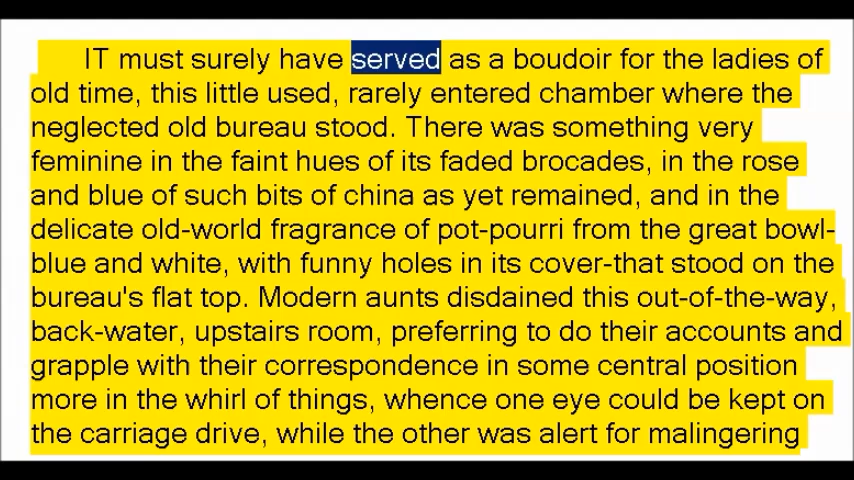 IT must surely have served as a boudoir for the ladies of
old time, this little used, rarely entered chamber where the
neglected old bureau stood. There was something very
feminine in the faint hues of its faded brocades, in the rose
and blue of such bits of china as yet remained, and in the
delicate old-world fragrance of pot-pourri from the great bowl-
blue and white, with funny holes in its cover-that stood on the
bureau's flat top. Modern aunts disdained this out-of-the-way,
back-water, upstairs room, preferring to do their accounts and
grapple with their correspondence in some central position
more in the whirl of things, whence one eye could be kept on
the carriage drive, while the other was alert for malingering